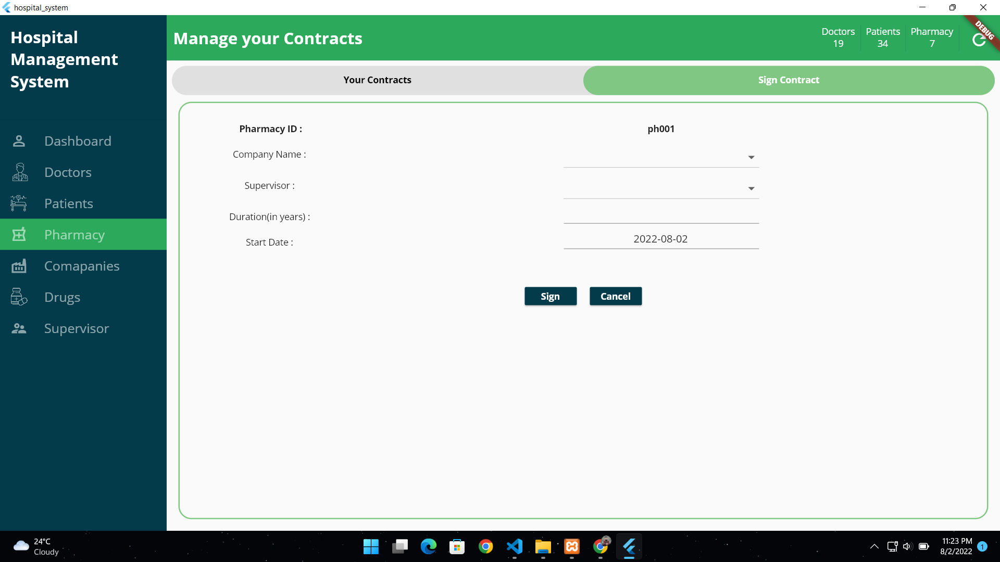 hospital_system
Hospital
Management
System
Manage your Contracts
Doctors
19
Patients
34
Pharmacy
7
DEBUG
Your Contracts
Sign Contract
Dashboard
Doctors
Patients
Pharmacy
Comapanies
Drugs
Supervisor
Pharmacy ID :
ph001
Company Name :
Supervisor :
Duration(in years) :
Start Date :
2022-08-02
Sign
Cancel
24°C
Cloudy
11:23 PM
8/2/2022
1